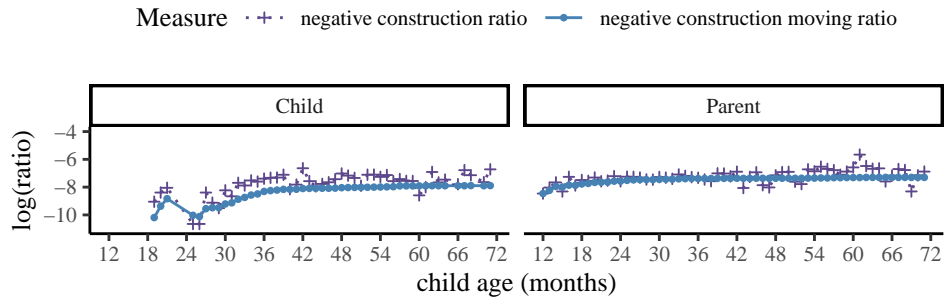 Measure negative construction ratio negative construction moving ratio
Child Parent
log(ratio)
−4
−6
−8
−10
12 18 24 30 36 42 48 54 60 66 72 12 18 24 30 36 42 48 54 60 66 72
child age (months)